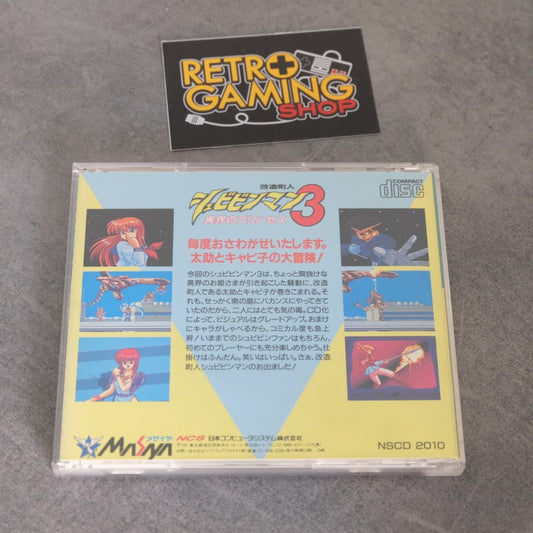 RETRO
GAMING
SHOP
改造町人
シュビビンマン3
異界のプリンセス
COMPACT
disc
毎度おさわがせいたします。
太助とキャピ子の大冒険!
今回のシュビビンマン3は、ちょっと間抜けな
異界のお姫さまが引き起こした騒動に、改造
町人である太助とキャピ子が巻きこまれる。そ
れも、せっかく南の島にバカンスにやってきて
いたのだから、二人にはとても気の毒。CD化
によって、ビジュアルはグレードアップ。おまけ
にキャラがしゃべるから、コミカル度も急上
昇!いままでのシュビビンファンはもちろん、
初めてのプレーヤーにも充分楽しめちゃう。仕
掛けはふんだん。笑いはいっぱい。さぁ、改造
町人シュビビンマンのお出ましだ!
メサイヤ
MASAYA
NCS 日本コンピュータシステム株式会社
NSCD 2010